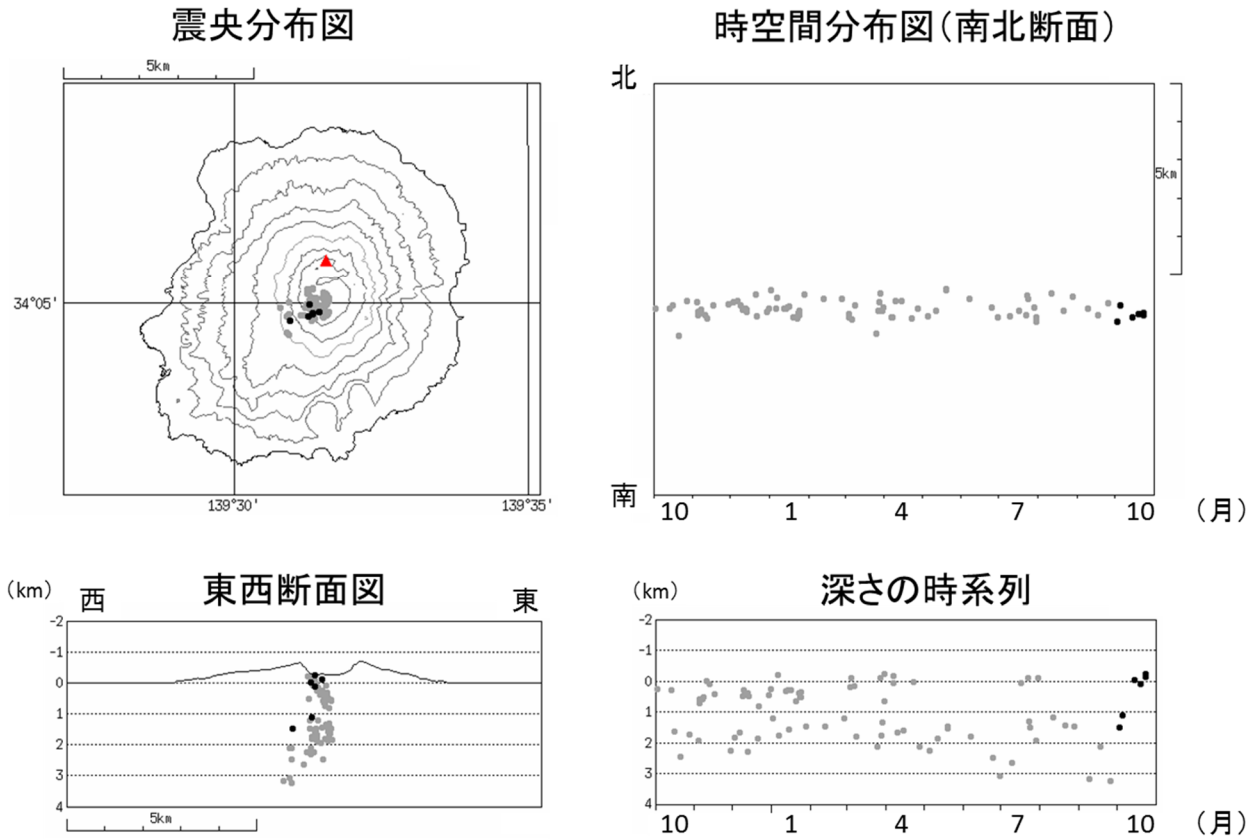 震央分布図
5km
34°05'
139°30'
139°35'
時空間分布図(南北断面)
北
5km
南
10 1 4 7 10 (月)
東西断面図
(km) 西 東
-2
-1
0
1
2
3
4
5km
深さの時系列
(km)
-2
-1
0
1
2
3
4
10 1 4 7 10 (月)